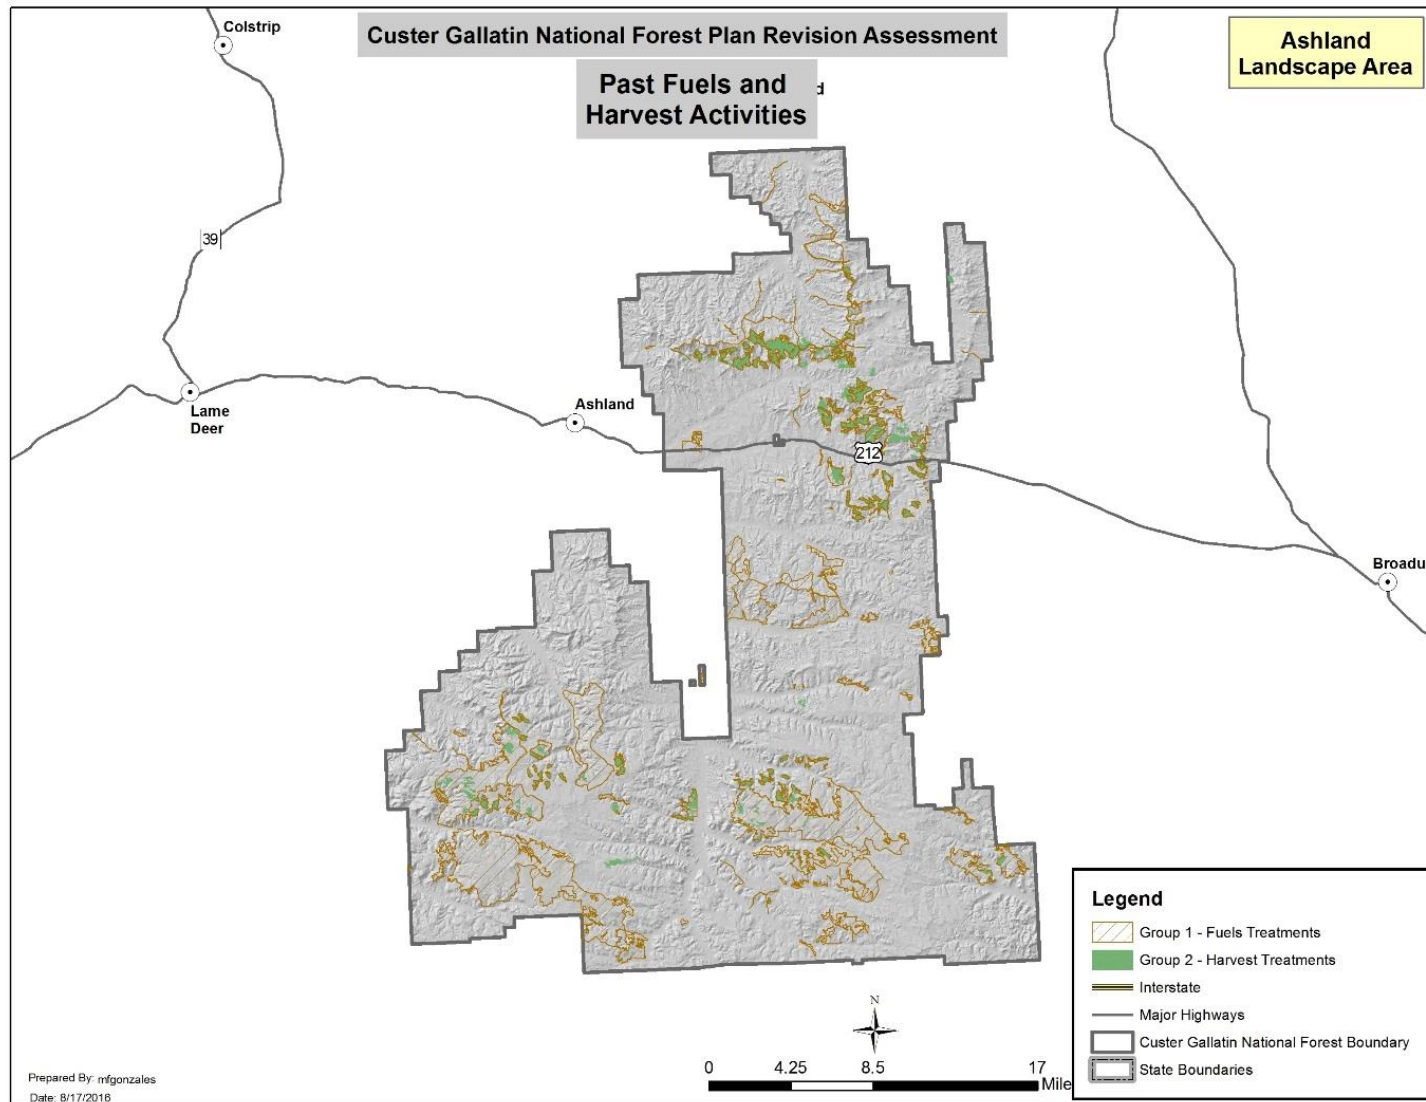 Colstrip
Custer Gallatin National Forest Plan Revision Assessment
Ashland
Landscape Area
Past Fuels and
Harvest Activities
d
39
Lame
Deer
Ashland
212
Broadu
Legend
Group 1 - Fuels Treatments
Group 2 - Harvest Treatments
Interstate
Major Highways
Custer Gallatin National Forest Boundary
State Boundaries
N
0 4.25 8.5 17
Mile
Prepared By: mfgonzales
Date: 8/17/2016